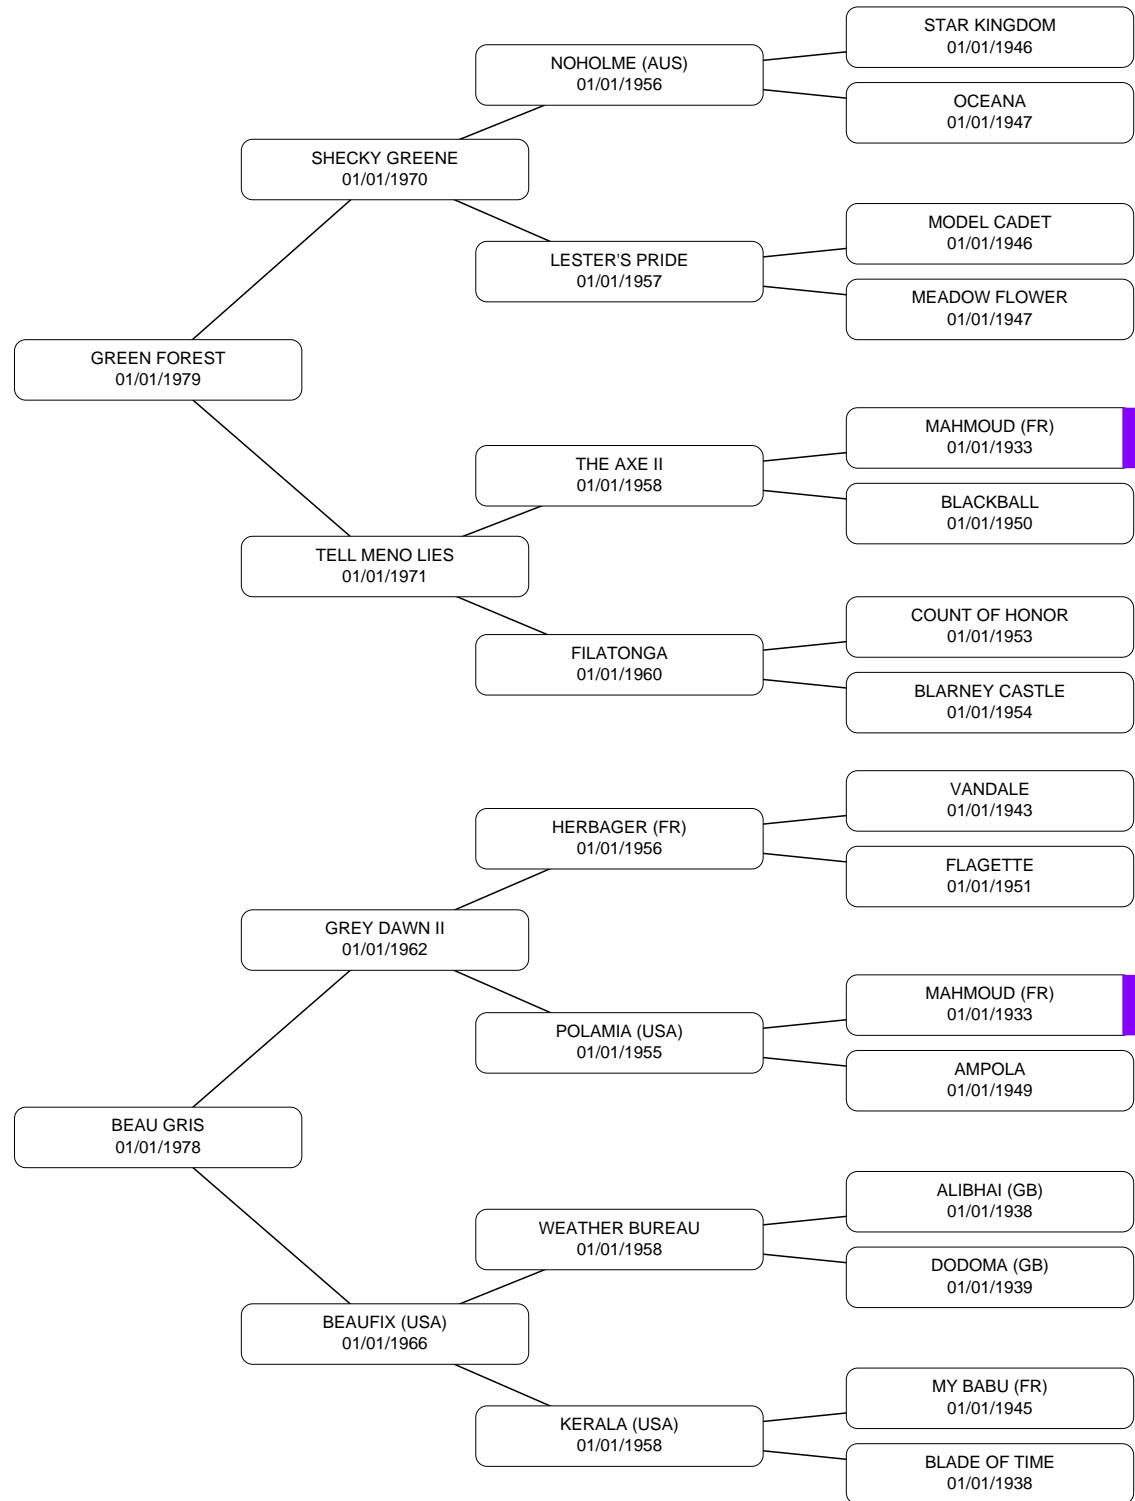 STAR KINGDOM
01/01/1946
NOHOLME (AUS)
01/01/1956
OCEANA
01/01/1947
SHECKY GREENE
01/01/1970
MODEL CADET
01/01/1946
LESTER'S PRIDE
01/01/1957
MEADOW FLOWER
01/01/1947
GREEN FOREST
01/01/1979
MAHMOUD (FR)
01/01/1933
THE AXE II
01/01/1958
BLACKBALL
01/01/1950
TELL MENO LIES
01/01/1971
COUNT OF HONOR
01/01/1953
FILATONGA
01/01/1960
BLARNEY CASTLE
01/01/1954
VANDALE
01/01/1943
HERBAGER (FR)
01/01/1956
FLAGETTE
01/01/1951
GREY DAWN II
01/01/1962
MAHMOUD (FR)
01/01/1933
POLAMIA (USA)
01/01/1955
AMPOLA
01/01/1949
BEAU GRIS
01/01/1978
ALIBHAI (GB)
01/01/1938
WEATHER BUREAU
01/01/1958
DODOMA (GB)
01/01/1939
BEAUFIX (USA)
01/01/1966
MY BABU (FR)
01/01/1945
KERALA (USA)
01/01/1958
BLADE OF TIME
01/01/1938